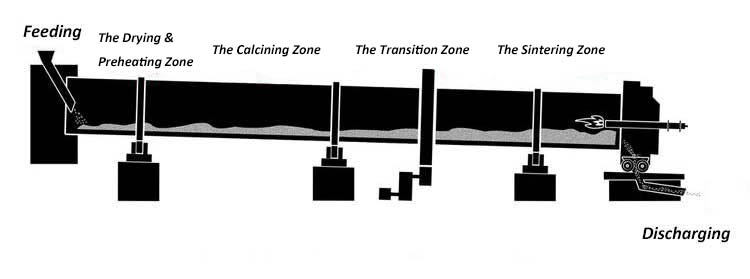 Feeding
The Drying &
Preheating Zone
The Calcining Zone
The Transition Zone
The Sintering Zone
Discharging